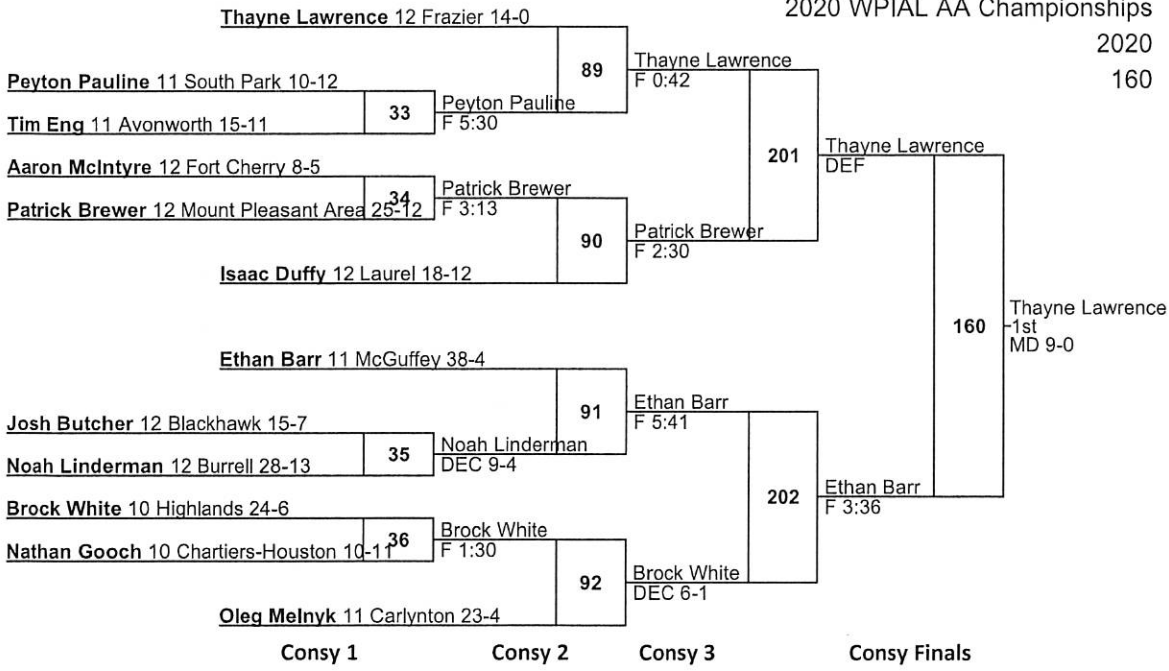 2020 WPIAL AA Championships
2020
160
Thayne Lawrence 12 Frazier 14-0
89
Thayne Lawrence
F 0:42
Peyton Pauline 11 South Park 10-12
33
Peyton Pauline
F 5:30
Tim Eng 11 Avonworth 15-11
201
Thayne Lawrence
DEF
Aaron McIntyre 12 Fort Cherry 8-5
34
Patrick Brewer
F 3:13
Patrick Brewer 12 Mount Pleasant Area 25-12
90
Patrick Brewer
F 2:30
Isaac Duffy 12 Laurel 18-12
160
Thayne Lawrence
1st
MD 9-0
Ethan Barr 11 McGuffey 38-4
91
Ethan Barr
F 5:41
Josh Butcher 12 Blackhawk 15-7
35
Noah Linderman
DEC 9-4
Noah Linderman 12 Burrell 28-13
202
Ethan Barr
F 3:36
Brock White 10 Highlands 24-6
36
Brock White
F 1:30
Nathan Gooch 10 Chartiers-Houston 10-11
92
Brock White
DEC 6-1
Oleg Melnyk 11 Carlynton 23-4
Consy 1
Consy 2
Consy 3
Consy Finals